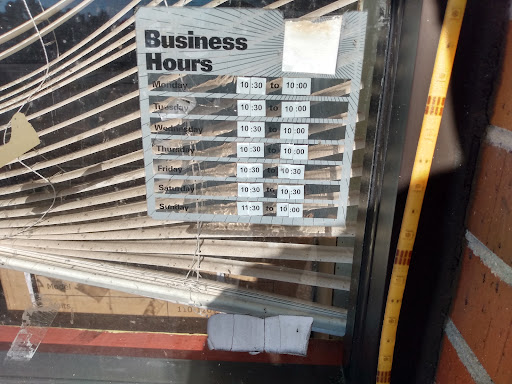 Business
Hours
Monday 10:30 to 10:00
Tuesday 10:30 to 10:00
Wednesday 10:30 to 10:00
Thursday 10:30 to 10:00
Friday 10:30 to 10:30
Saturday 10:30 to 10:30
Sunday 11:30 to 10:00